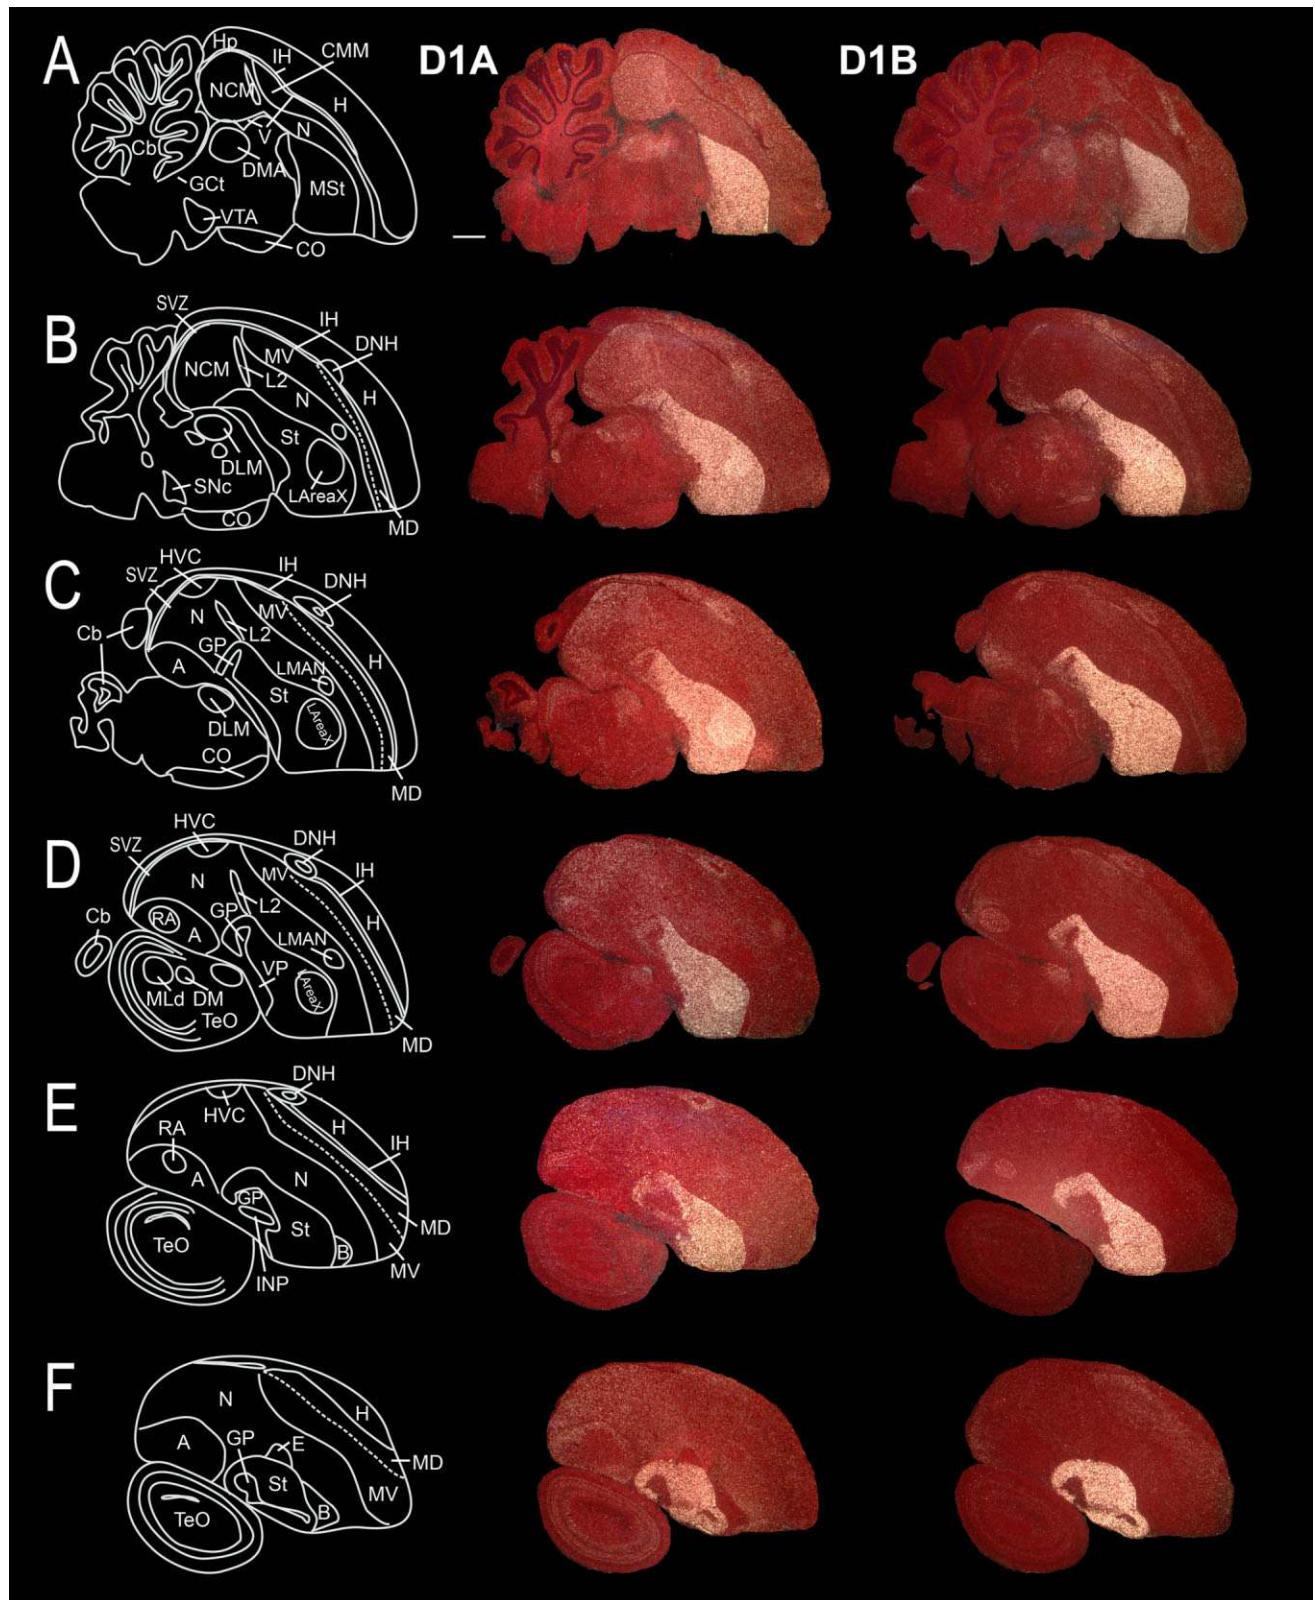 A D1A D1B
Hp IH CMM
NCM H
V N
Cb DMA
GCt MSt
VTA
CO
B SVZ IH DNH
MV
NCM L2 H
N
St
DLM
SNc LAreaX
CO MD
C HVC IH DNH
SVZ
N MV
Cb L2
GP H
A LMAN
St
DLM LAreaX
CO
MD
D HVC DNH
SVZ
MV IH
N
Cb L2 H
GP
RA A LMAN
VP
MLd DM AreaX
TeO
MD
E DNH
HVC
RA H IH
A N
GP
St MD
TeO B
INP MV
F
N H
A GP E
MD
St MV
TeO B